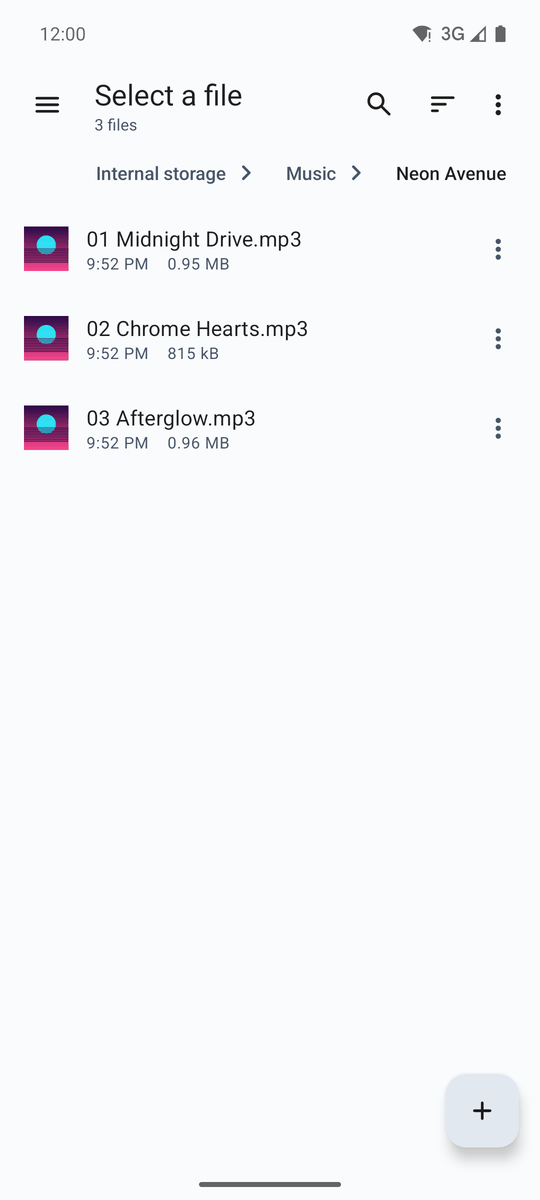 12:00
3G
Select a file
3 files
Internal storage
Music
Neon Avenue
01 Midnight Drive.mp3
9:52 PM 0.95 MB
02 Chrome Hearts.mp3
9:52 PM 815 kB
03 Afterglow.mp3
9:52 PM 0.96 MB